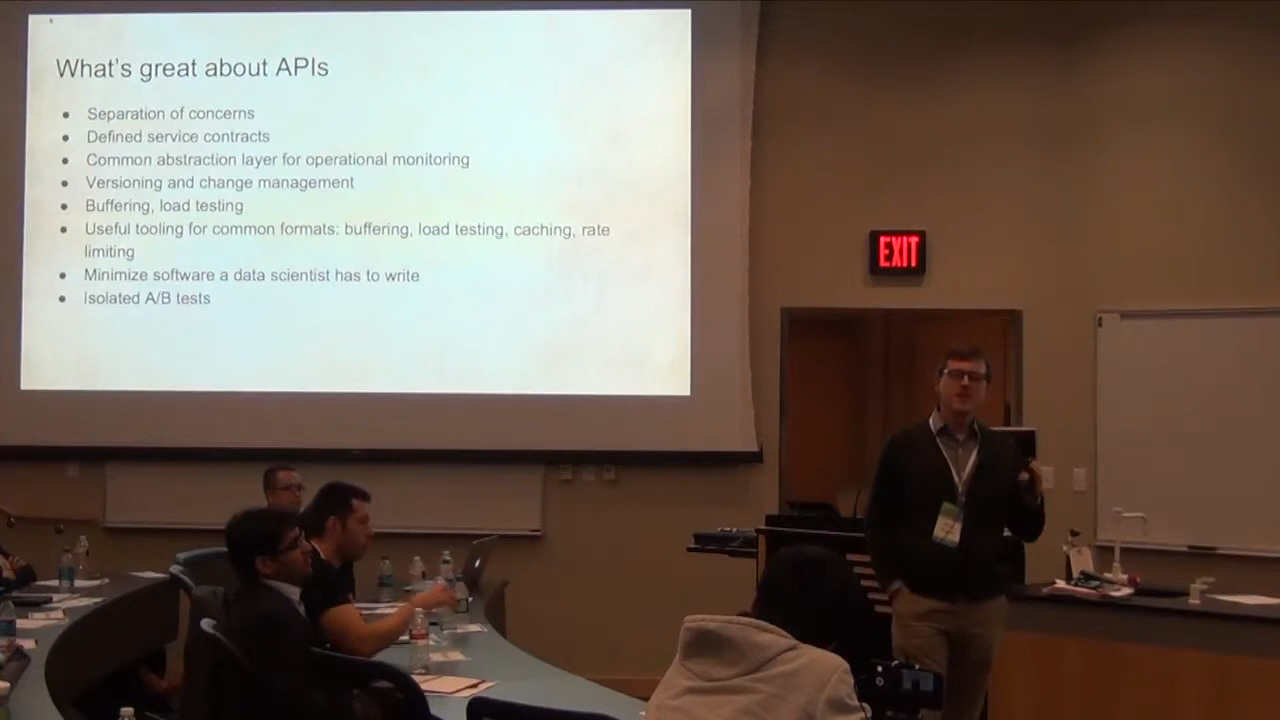 What's great about APIs
● Separation of concerns
● Defined service contracts
● Common abstraction layer for operational monitoring
● Versioning and change management
● Buffering, load testing
● Useful tooling for common formats: buffering, load testing, caching, rate
limiting
● Minimize software a data scientist has to write
● Isolated A/B tests
EXIT